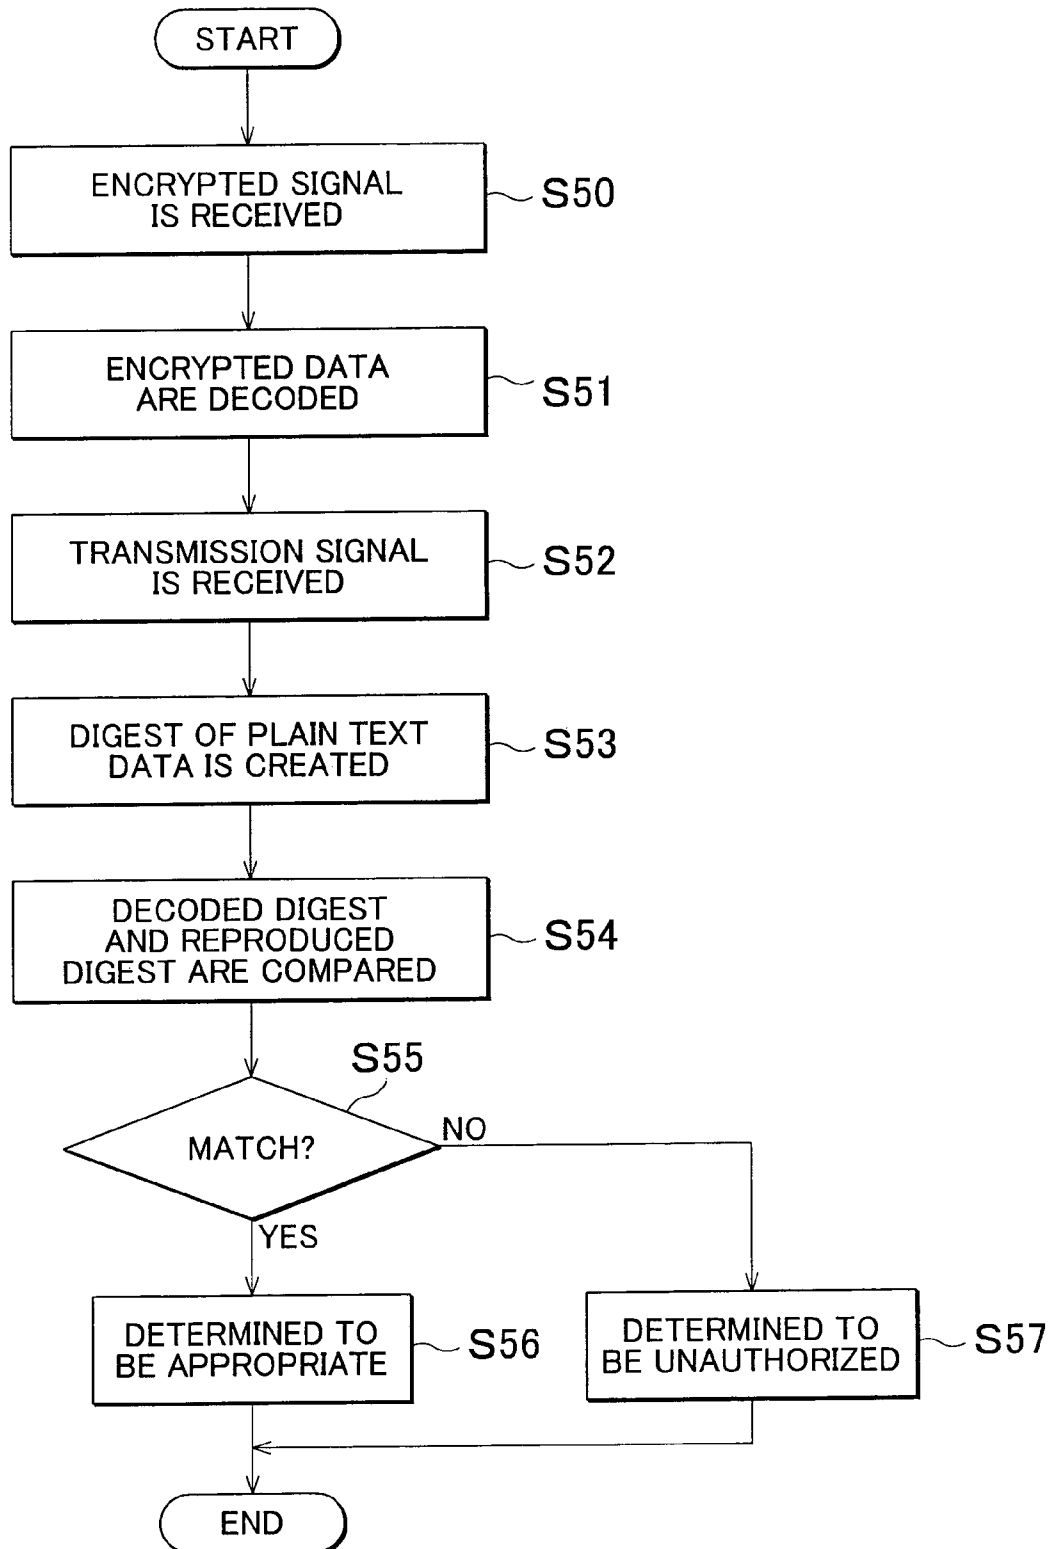 START
ENCRYPTED SIGNAL
IS RECEIVED
S50
ENCRYPTED DATA
ARE DECODED
S51
TRANSMISSION SIGNAL
IS RECEIVED
S52
DIGEST OF PLAIN TEXT
DATA IS CREATED
S53
DECODED DIGEST
AND REPRODUCED
DIGEST ARE COMPARED
S54
S55
MATCH?
NO
YES
DETERMINED TO
BE APPROPRIATE
S56
DETERMINED TO
BE UNAUTHORIZED
S57
END